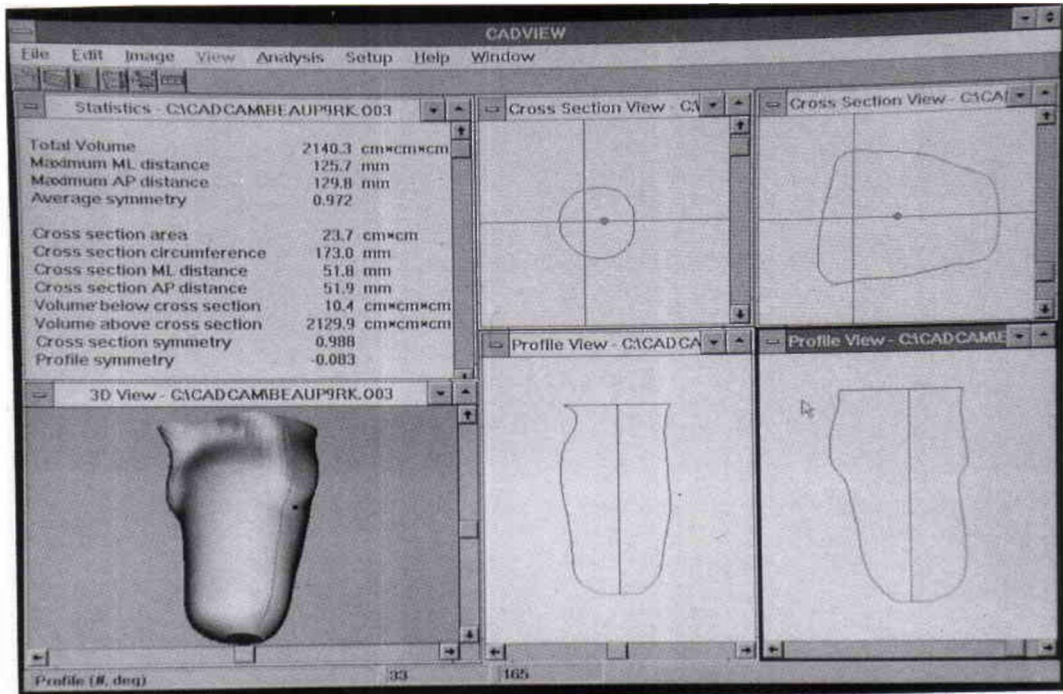 CADVIEW
File Edit Image View Analysis Setup Help Window
Statistics - C:\CADCAM\BEAUP9RK.003
Total Volume 2140.3 cm*cm*cm
Maximum ML distance 125.7 mm
Maximum AP distance 129.8 mm
Average symmetry 0.972
Cross section area 23.7 cm*cm
Cross section circumference 173.0 mm
Cross section ML distance 51.8 mm
Cross section AP distance 51.9 mm
Volume below cross section 10.4 cm*cm*cm
Volume above cross section 2129.9 cm*cm*cm
Cross section symmetry 0.988
Profile symmetry -0.083
Cross Section View - C:\
Cross Section View - C:\CA
3D View - C:\CADCAM\BEAUP9RK.003
Profile View - C:\CADCA
Profile View - C:\CADCAM\B
Profile (#, deg) 33 165